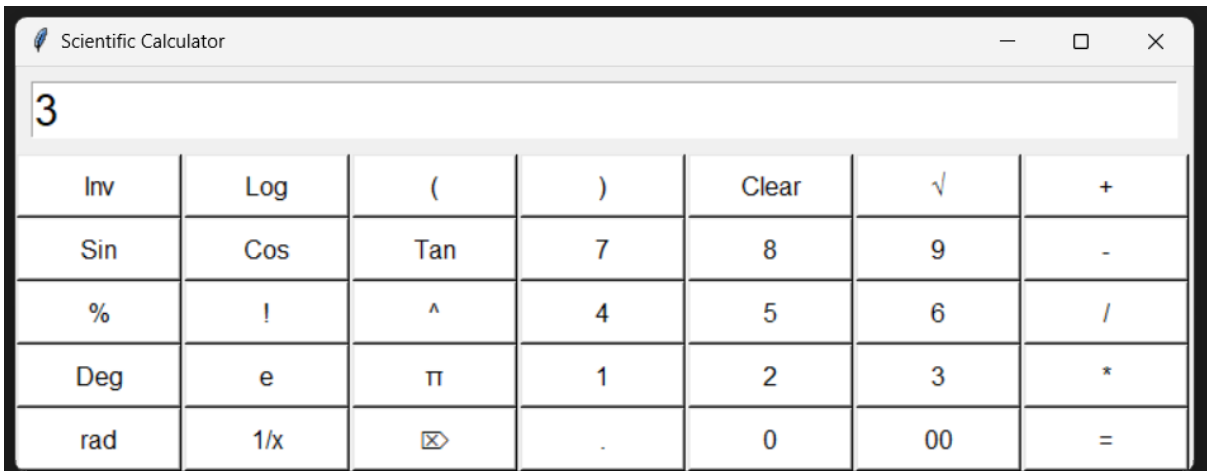 Scientific Calculator
3
Inv Log ( ) Clear √ +
Sin Cos Tan 7 8 9 -
% ! ^ 4 5 6 /
Deg e π 1 2 3 *
rad 1/x ⌦ . 0 00 =